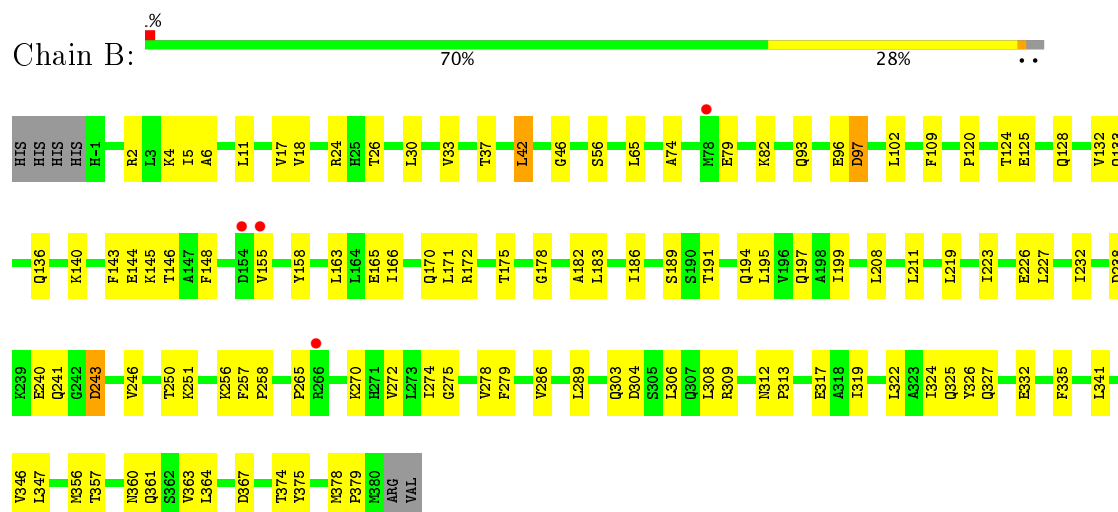 .%
Chain B:
70% 28% • •
HIS HIS HIS HIS H-1 R2 L3 K4 I5 A6 L11 V17 V18 R24 H25 T26 L30 V33 T37 L42 G46 S56 L65 A74 M78 E79 K82 Q93 E96 D97 L102 F109 P120 T124 E125 Q128 V132
Q136 K140 F143 E144 K145 T146 A147 F148 D154 V155 Y158 L163 L164 E165 I166 Q170 L171 R172 T175 G178 A182 L183 I186 S189 S190 T191 Q194 L195 V196 Q197 A198 I199 L208 L211 L219 I223 E226 L227 I232
K239 E240 Q241 G242 D243 V246 T250 K251 K256 F257 P258 P265 R266 K270 H271 V272 L273 I274 G275 V278 F279 V286 L289 Q303 D304 S305 L306 Q307 L308 R309 N312 P313 E317 A318 I319 L322 A323 I324 Q325 Y326 Q327 E332 F335 L341
V346 L347 M356 T357 N360 Q361 S362 V363 L364 D367 T374 Y375 M378 P379 M380 ARG VAL